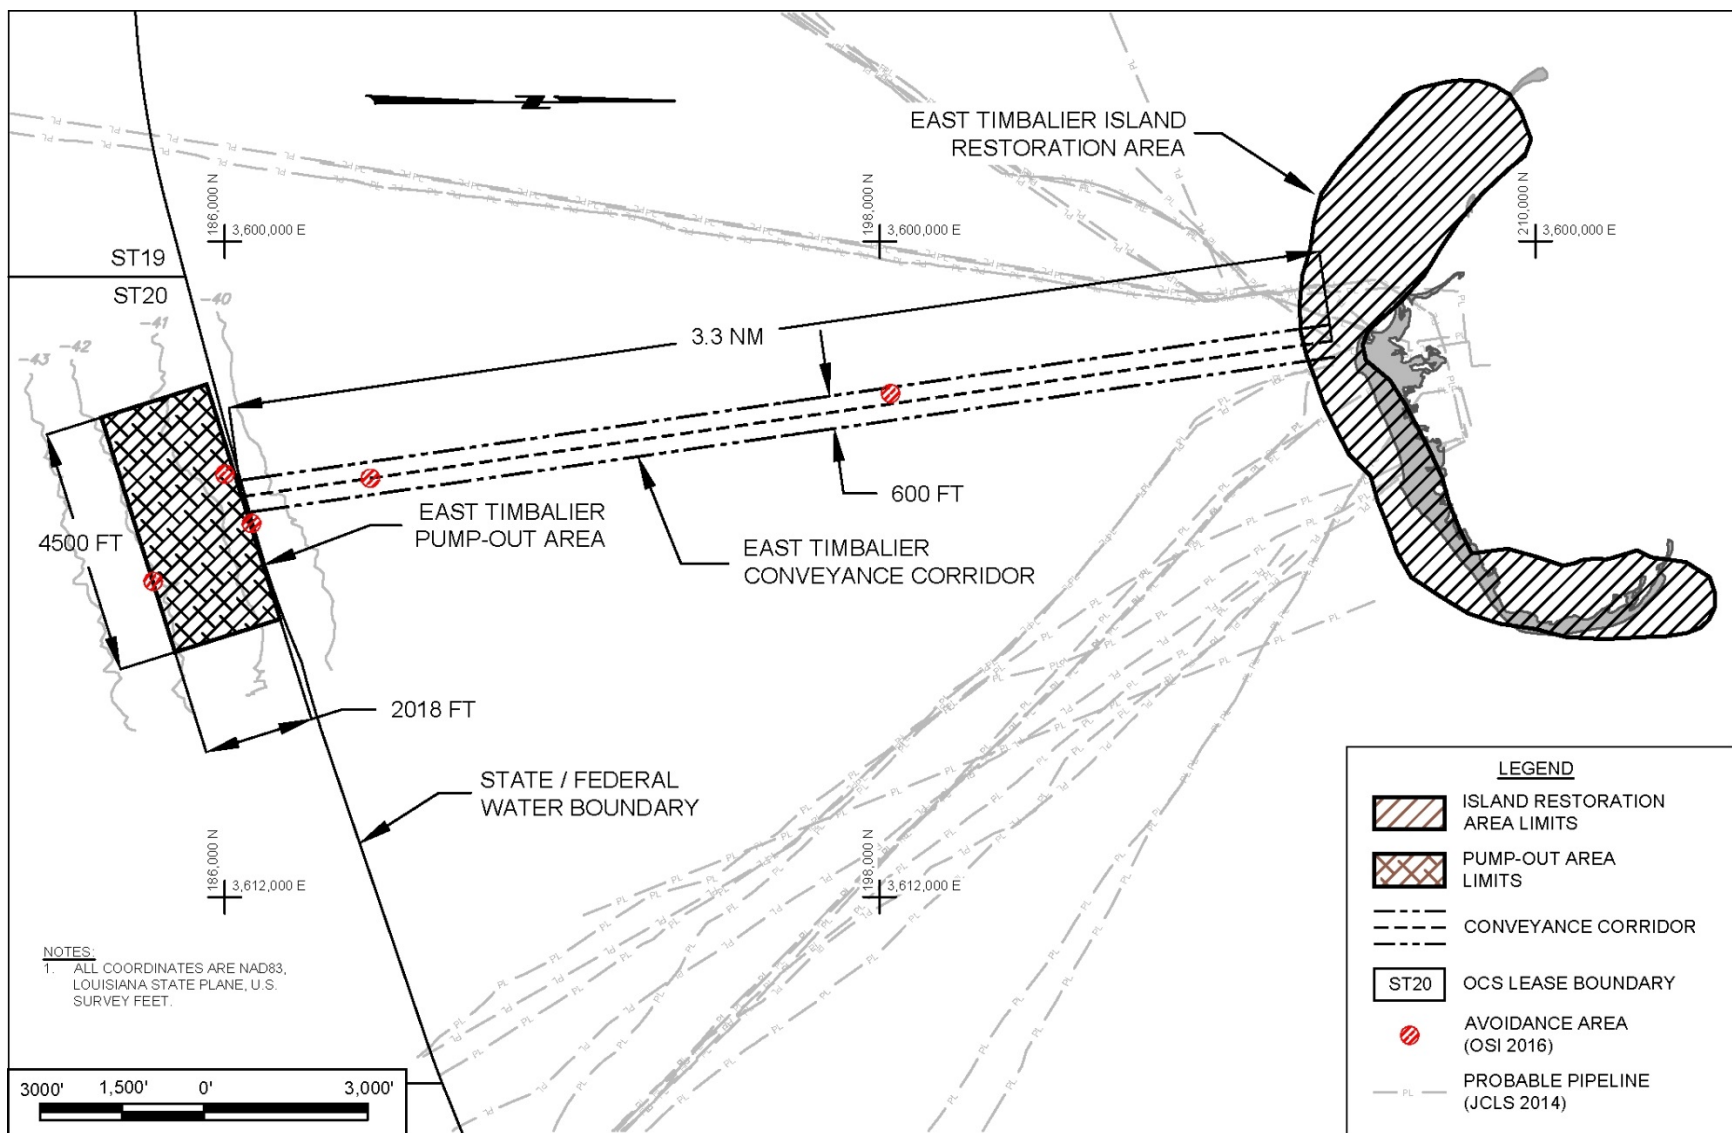 EAST TIMBALIER ISLAND
RESTORATION AREA
186,000 N
3,600,000 E
198,000 N
3,600,000 E
210,000 N
3,600,000 E
ST19
ST20
-43
-42
-41
-40
3.3 NM
600 FT
4500 FT
EAST TIMBALIER
PUMP-OUT AREA
EAST TIMBALIER
CONVEYANCE CORRIDOR
2018 FT
STATE / FEDERAL
WATER BOUNDARY
186,000 N
3,612,000 E
198,000 N
3,612,000 E
NOTES:
1. ALL COORDINATES ARE NAD83,
LOUISIANA STATE PLANE, U.S.
SURVEY FEET.
3000' 1,500' 0' 3,000'
LEGEND
ISLAND RESTORATION
AREA LIMITS
PUMP-OUT AREA
LIMITS
CONVEYANCE CORRIDOR
ST20 OCS LEASE BOUNDARY
AVOIDANCE AREA
(OSI 2016)
PL PROBABLE PIPELINE
(JCLS 2014)